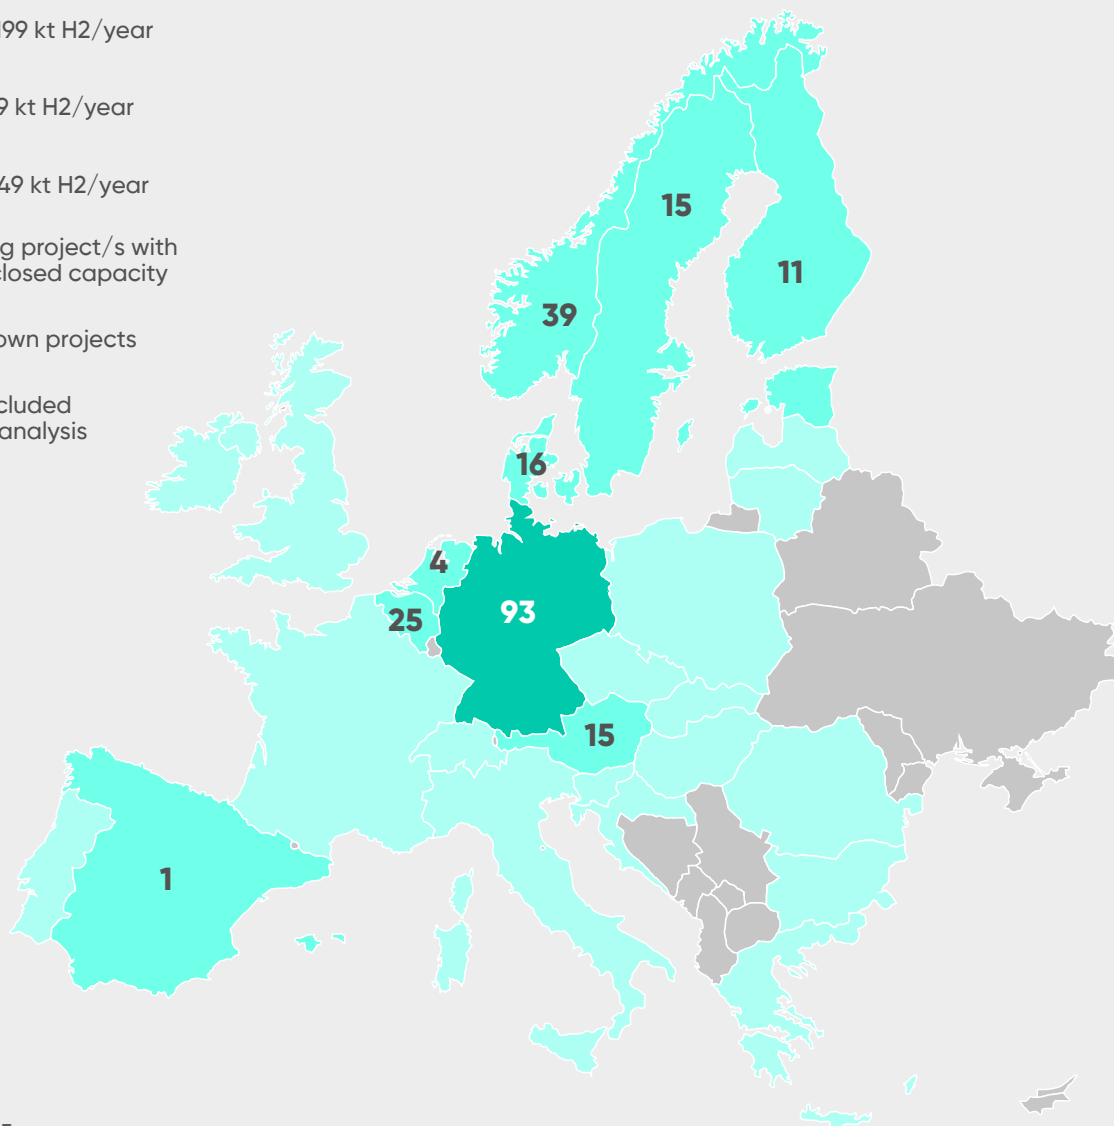 199 kt H2/year
9 kt H2/year
49 kt H2/year
g project/s with
closed capacity
own projects
cluded
analysis
15
11
39
16
4
93
25
15
1